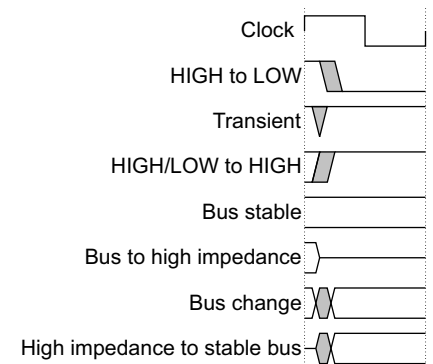 Clock
HIGH to LOW
Transient
HIGH/LOW to HIGH
Bus stable
Bus to high impedance
Bus change
High impedance to stable bus